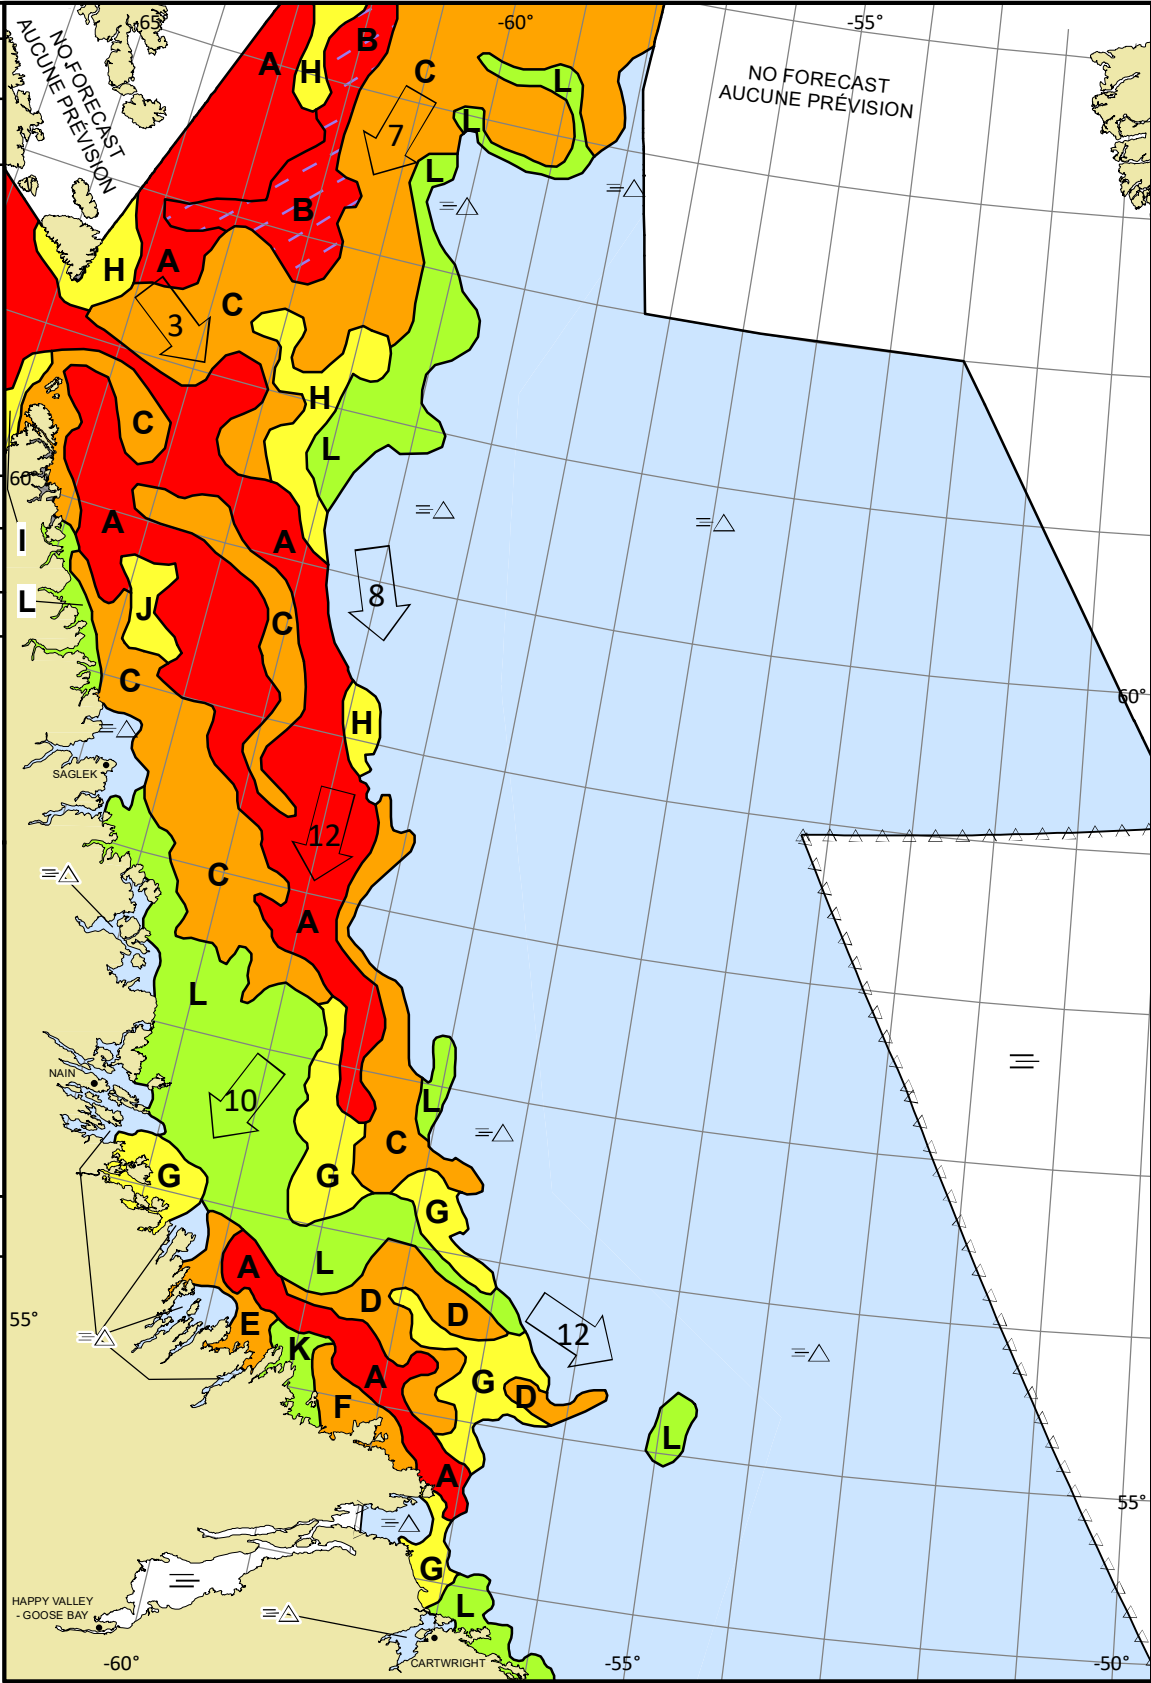 -65°
-60°
-55°
NO FORECAST
AUCUNE PRÉVISION
NO FORECAST
AUCUNE PRÉVISION
A
H
B
C
L
L
7
L
B
H
A
C
3
H
C
L
60°
A
I
A
8
L
J
C
C
60°
H
SAGLEK
12
C
A
L
NAIN
10
L
C
G
G
G
A
L
D
D
55°
E
12
K
A
G
D
F
L
A
55°
G
HAPPY VALLEY
- GOOSE BAY
L
CARTWRIGHT
-60°
-55°
-50°